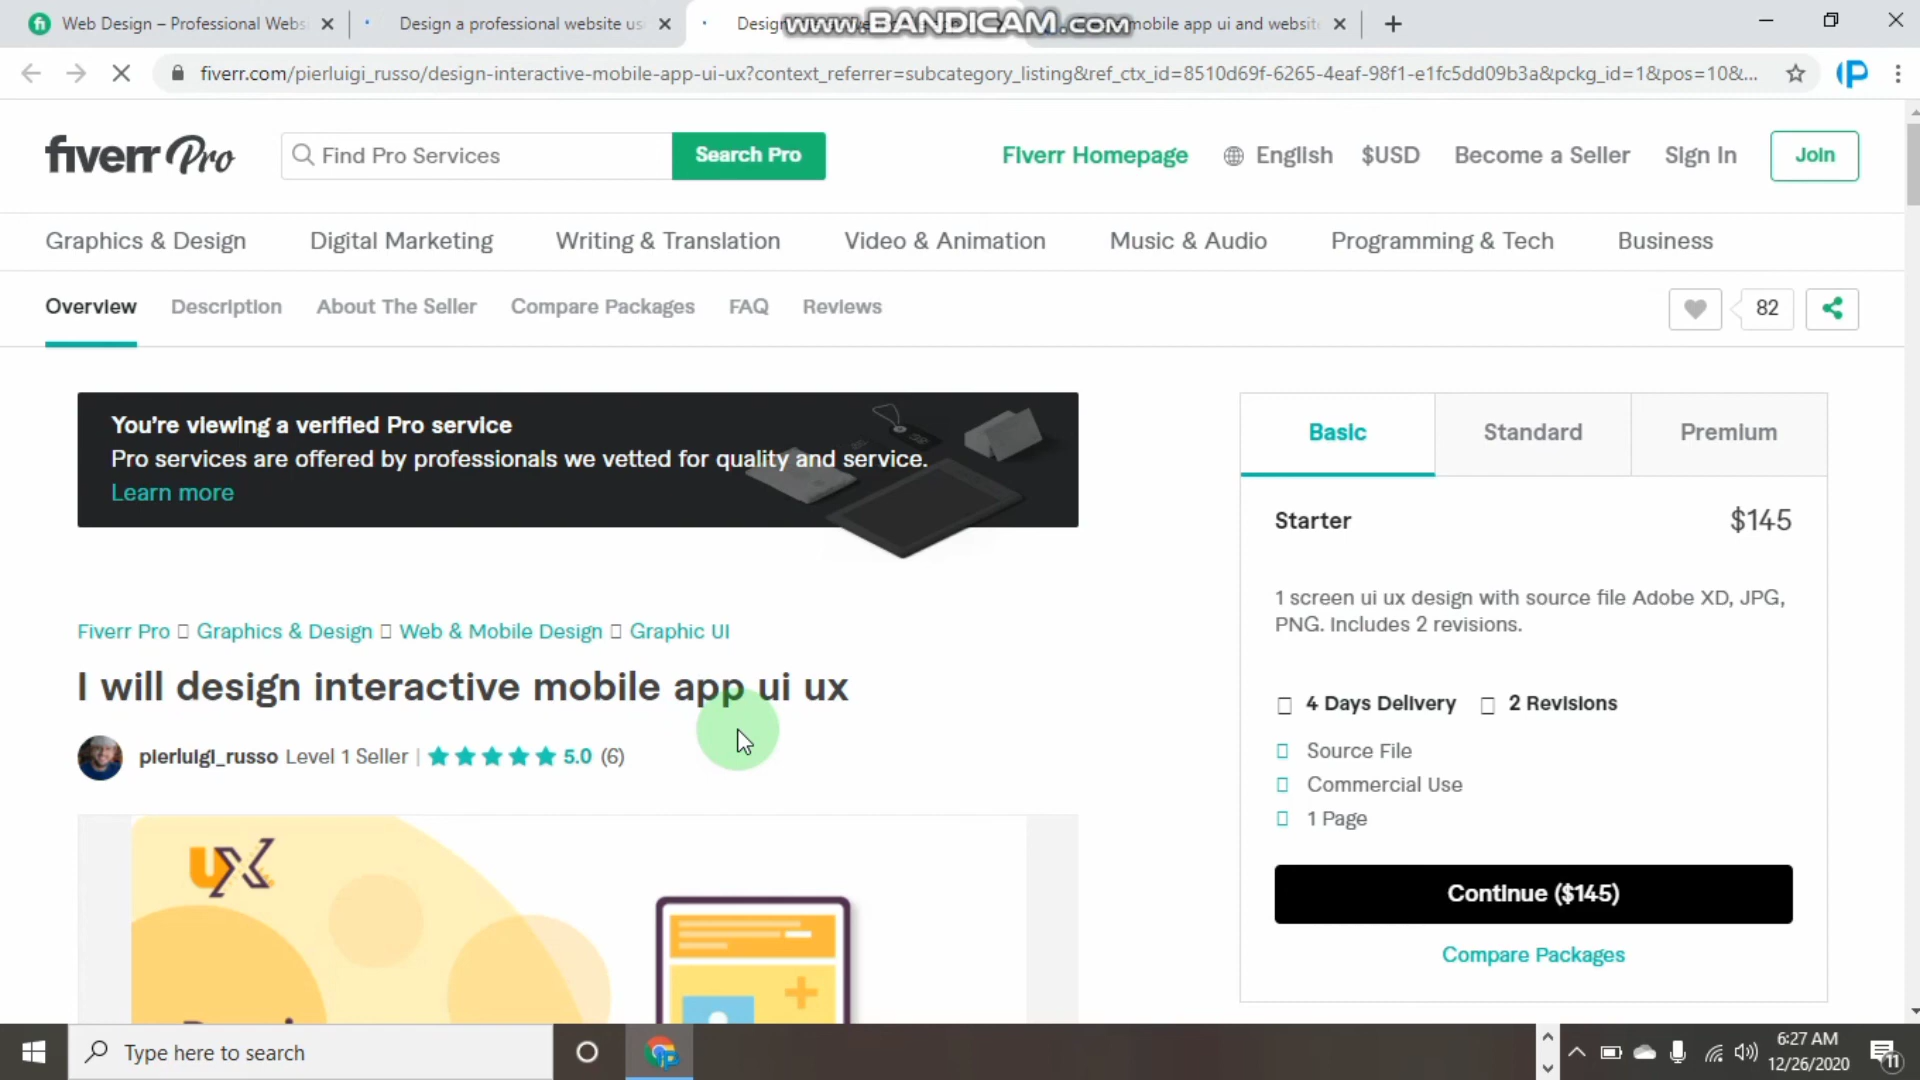 Web Design – Professional Websi
Design a professional website us
Design
www.BANDICAM.com
mobile app ui and website
fiverr.com/pierluigi_russo/design-interactive-mobile-app-ui-ux?context_referrer=subcategory_listing&ref_ctx_id=8510d69f-6265-4eaf-98f1-e1fc5dd09b3a&pckg_id=1&pos=10&...
fiverr Pro
Find Pro Services
Search Pro
Fiverr Homepage
English
$USD
Become a Seller
Sign In
Join
Graphics & Design
Digital Marketing
Writing & Translation
Video & Animation
Music & Audio
Programming & Tech
Business
Overview
Description
About The Seller
Compare Packages
FAQ
Reviews
82
You're viewing a verified Pro service
Pro services are offered by professionals we vetted for quality and service.
Learn more
Basic
Standard
Premium
Starter
$145
1 screen ui ux design with source file Adobe XD, JPG,
PNG. Includes 2 revisions.
4 Days Delivery
2 Revisions
Source File
Commercial Use
1 Page
Continue ($145)
Compare Packages
Fiverr Pro
Graphics & Design
Web & Mobile Design
Graphic UI
I will design interactive mobile app ui ux
pierluigi_russo Level 1 Seller | 5.0 (6)
UX
Type here to search
6:27 AM
12/26/2020
11